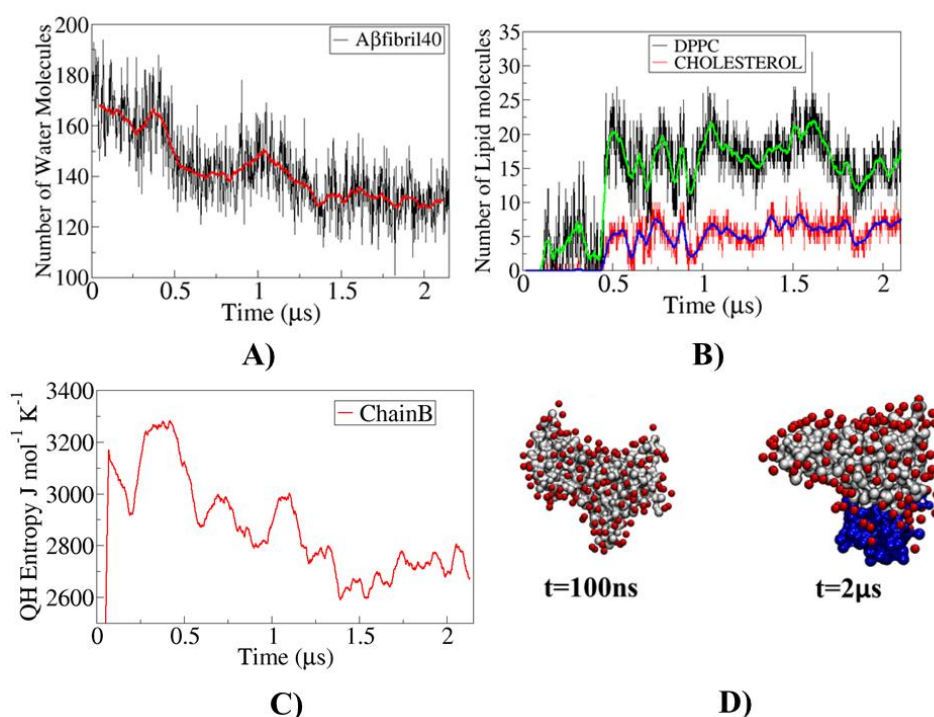 200
180
160
140
120
100
Number of Water Molecules
Aβfibril40
0 0.5 1 1.5 2
Time (μs)
A)
35
30
25
20
15
10
5
0
Number of Lipid molecules
DPPC
CHOLESTEROL
0 0.5 1 1.5 2
Time (μs)
B)
3400
3200
3000
2800
2600
QH Entropy J mol⁻¹ K⁻¹
ChainB
0 0.5 1 1.5 2
Time (μs)
C)
t=100ns
t=2μs
D)